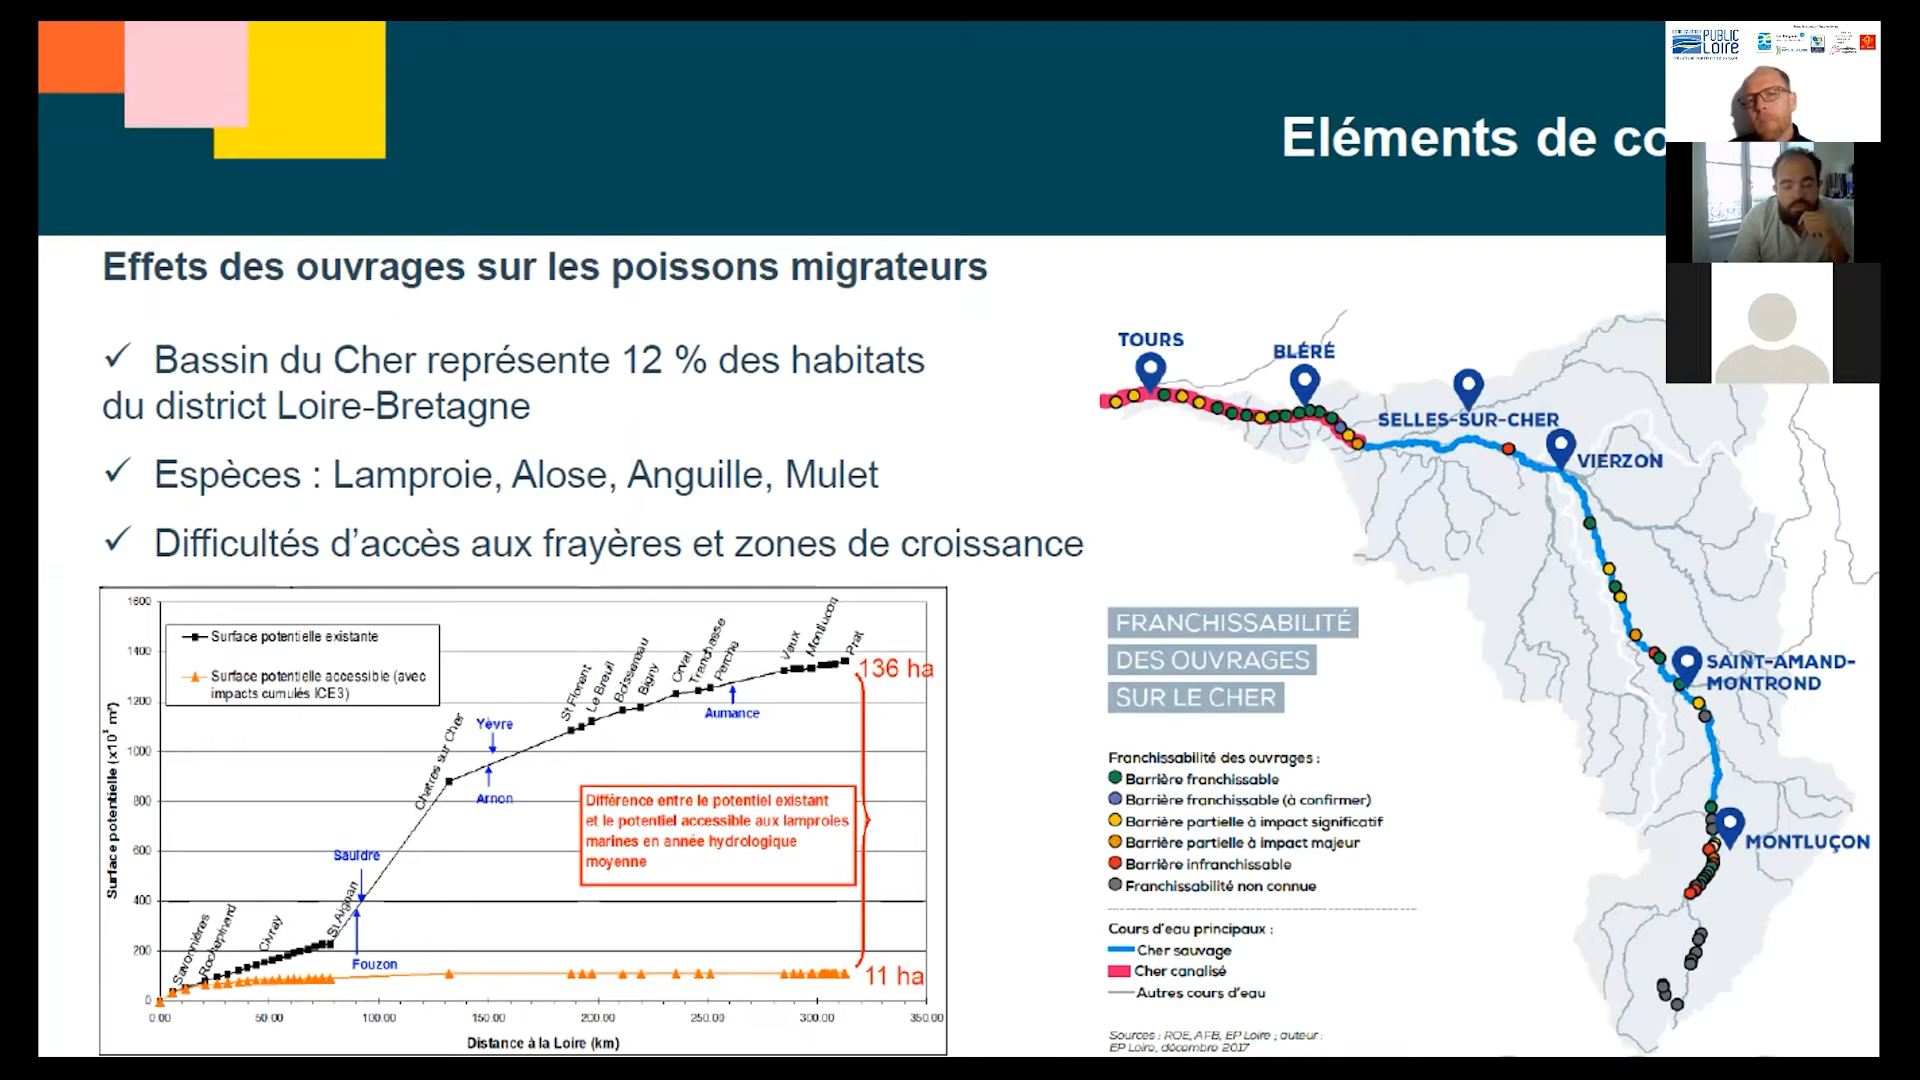 Eléments de co
PUBLIC
LOIRE
Effets des ouvrages sur les poissons migrateurs
✓ Bassin du Cher représente 12 % des habitats
du district Loire-Bretagne
✓ Espèces : Lamproie, Alose, Anguille, Mulet
✓ Difficultés d’accès aux frayères et zones de croissance
1600
1400
1200
1000
800
600
400
200
0
Surface potentielle (x10³ m²)
Surface potentielle existante
Surface potentielle accessible (avec
impacts cumulés ICE3)
Savonnières
Rochepinard
Civray
St Aignan
Chatres sur Cher
St Florent
Le Breuil
Boissereau
Bigny
Orval
Tranchasse
Perche
Vaux
Montlucon
Prat
Sauldre
Fouzon
Yèvre
Arnon
Aumance
136 ha
11 ha
Différence entre le potentiel existant
et le potentiel accessible aux lamproies
marines en année hydrologique
moyenne
0.00
50.00
100.00
150.00
200.00
250.00
300.00
350.00
Distance à la Loire (km)
TOURS
BLÉRÉ
SELLES-SUR-CHER
VIERZON
SAINT-AMAND-
MONTROND
MONTLUÇON
FRANCHISSABILITÉ
DES OUVRAGES
SUR LE CHER
Franchissabilité des ouvrages :
Barrière franchissable
Barrière franchissable (à confirmer)
Barrière partielle à impact significatif
Barrière partielle à impact majeur
Barrière infranchissable
Franchissabilité non connue
Cours d’eau principaux :
Cher sauvage
Cher canalisé
Autres cours d’eau
Sources : ROE, AFB, EP Loire ; auteur :
EP Loire, décembre 2017